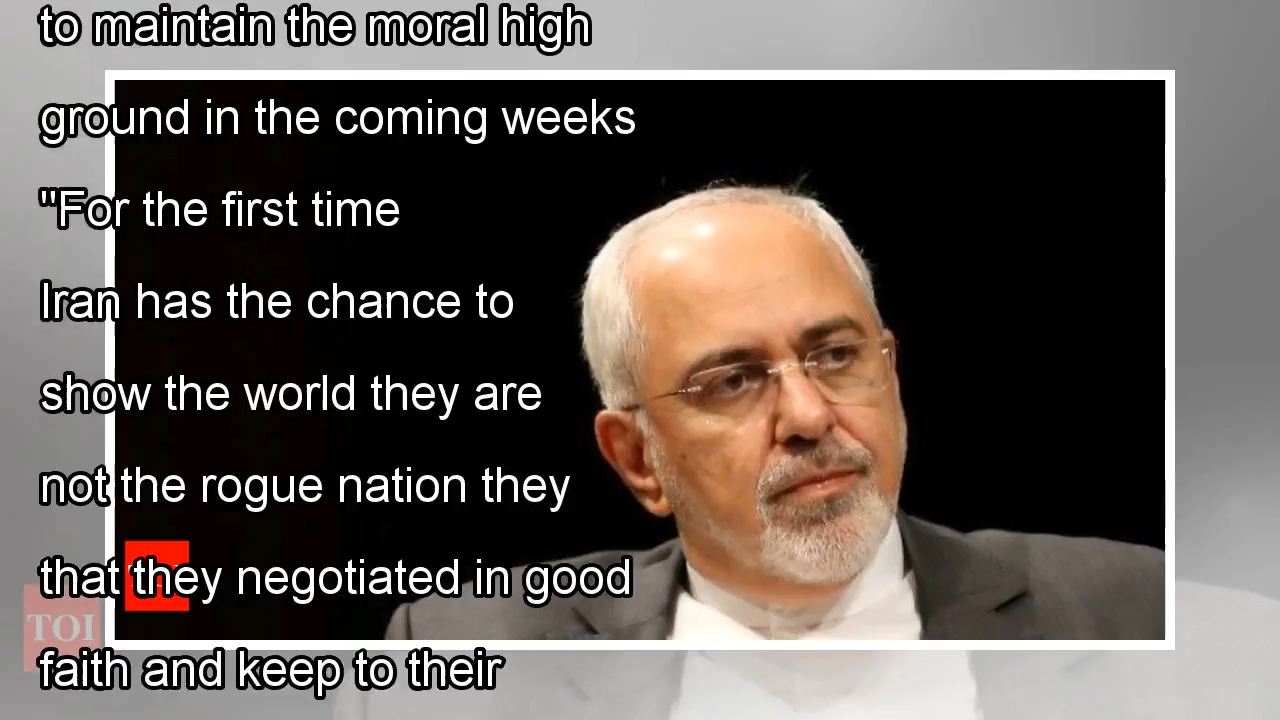 to maintain the moral high
ground in the coming weeks
"For the first time
Iran has the chance to
show the world they are
not the rogue nation they
that they negotiated in good
TOI
faith and keep to their